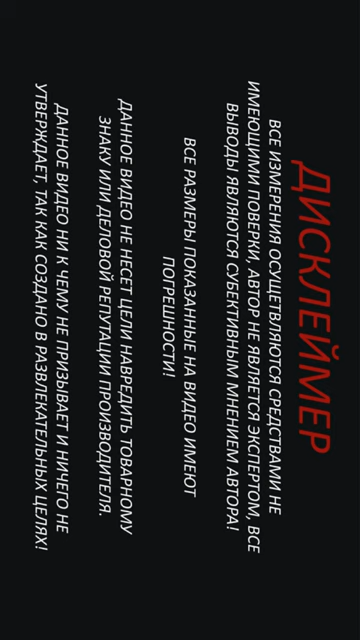 ДИСКЛЕЙМЕР
ВСЕ ИЗМЕРЕНИЯ ОСУЩЕСТВЛЯЮТСЯ СРЕДСТВАМИ НЕ
ИМЕЮЩИМИ ПОВЕРКИ, АВТОР НЕ ЯВЛЯЕТСЯ ЭКСПЕРТОМ, ВСЕ
ВЫВОДЫ ЯВЛЯЮТСЯ СУБЕКТИВНЫМ МНЕНИЕМ АВТОРА!
ВСЕ РАЗМЕРЫ ПОКАЗАННЫЕ НА ВИДЕО ИМЕЮТ
ПОГРЕШНОСТИ!
ДАННОЕ ВИДЕО НЕ НЕСЕТ ЦЕЛИ НАВРЕДИТЬ ТОВАРНОМУ
ЗНАКУ ИЛИ ДЕЛОВОЙ РЕПУТАЦИИ ПРОИЗВОДИТЕЛЯ.
ДАННОЕ ВИДЕО НИ К ЧЕМУ НЕ ПРИЗЫВАЕТ И НИЧЕГО НЕ
УТВЕРЖДАЕТ, ТАК КАК СОЗДАНО В РАЗВЛЕКАТЕЛЬНЫХ ЦЕЛЯХ!